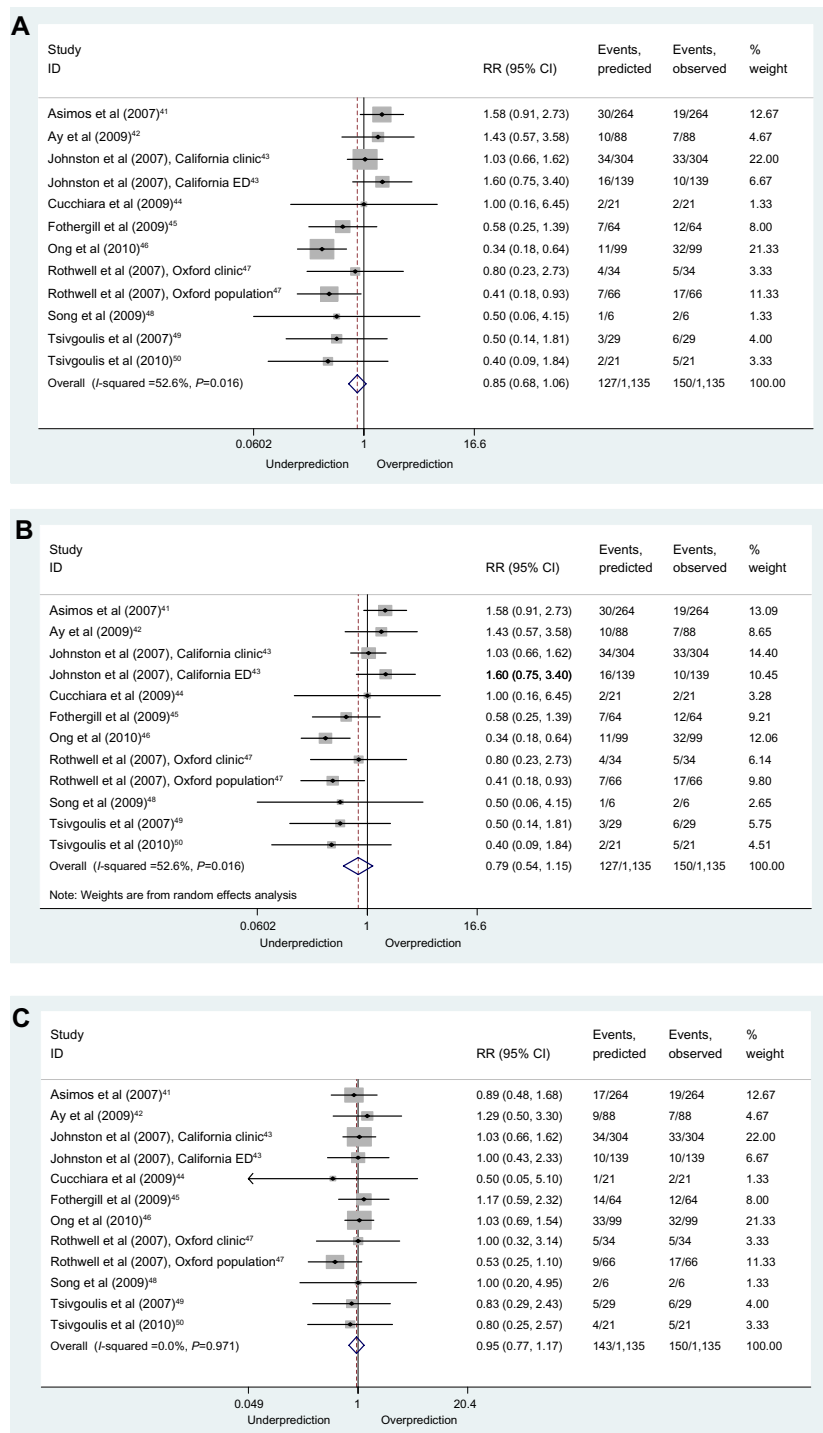 A
Study Events, Events, %
ID RR (95% CI) predicted observed weight
Asimos et al (2007)⁴¹ 1.58 (0.91, 2.73) 30/264 19/264 12.67
Ay et al (2009)⁴² 1.43 (0.57, 3.58) 10/88 7/88 4.67
Johnston et al (2007), California clinic⁴³ 1.03 (0.66, 1.62) 34/304 33/304 22.00
Johnston et al (2007), California ED⁴³ 1.60 (0.75, 3.40) 16/139 10/139 6.67
Cucchiara et al (2009)⁴⁴ 1.00 (0.16, 6.45) 2/21 2/21 1.33
Fothergill et al (2009)⁴⁵ 0.58 (0.25, 1.39) 7/64 12/64 8.00
Ong et al (2010)⁴⁶ 0.34 (0.18, 0.64) 11/99 32/99 21.33
Rothwell et al (2007), Oxford clinic⁴⁷ 0.80 (0.23, 2.73) 4/34 5/34 3.33
Rothwell et al (2007), Oxford population⁴⁷ 0.41 (0.18, 0.93) 7/66 17/66 11.33
Song et al (2009)⁴⁸ 0.50 (0.06, 4.15) 1/6 2/6 1.33
Tsivgoulis et al (2007)⁴⁹ 0.50 (0.14, 1.81) 3/29 6/29 4.00
Tsivgoulis et al (2010)⁵⁰ 0.40 (0.09, 1.84) 2/21 5/21 3.33
Overall (I-squared =52.6%, P=0.016) 0.85 (0.68, 1.06) 127/1,135 150/1,135 100.00
0.0602 1 16.6
Underprediction Overprediction
B
Study Events, Events, %
ID RR (95% CI) predicted observed weight
Asimos et al (2007)⁴¹ 1.58 (0.91, 2.73) 30/264 19/264 13.09
Ay et al (2009)⁴² 1.43 (0.57, 3.58) 10/88 7/88 8.65
Johnston et al (2007), California clinic⁴³ 1.03 (0.66, 1.62) 34/304 33/304 14.40
Johnston et al (2007), California ED⁴³ 1.60 (0.75, 3.40) 16/139 10/139 10.45
Cucchiara et al (2009)⁴⁴ 1.00 (0.16, 6.45) 2/21 2/21 3.28
Fothergill et al (2009)⁴⁵ 0.58 (0.25, 1.39) 7/64 12/64 9.21
Ong et al (2010)⁴⁶ 0.34 (0.18, 0.64) 11/99 32/99 12.06
Rothwell et al (2007), Oxford clinic⁴⁷ 0.80 (0.23, 2.73) 4/34 5/34 6.14
Rothwell et al (2007), Oxford population⁴⁷ 0.41 (0.18, 0.93) 7/66 17/66 9.80
Song et al (2009)⁴⁸ 0.50 (0.06, 4.15) 1/6 2/6 2.65
Tsivgoulis et al (2007)⁴⁹ 0.50 (0.14, 1.81) 3/29 6/29 5.75
Tsivgoulis et al (2010)⁵⁰ 0.40 (0.09, 1.84) 2/21 5/21 4.51
Overall (I-squared =52.6%, P=0.016) 0.79 (0.54, 1.15) 127/1,135 150/1,135 100.00
Note: Weights are from random effects analysis
0.0602 1 16.6
Underprediction Overprediction
C
Study Events, Events, %
ID RR (95% CI) predicted observed weight
Asimos et al (2007)⁴¹ 0.89 (0.48, 1.68) 17/264 19/264 12.67
Ay et al (2009)⁴² 1.29 (0.50, 3.30) 9/88 7/88 4.67
Johnston et al (2007), California clinic⁴³ 1.03 (0.66, 1.62) 34/304 33/304 22.00
Johnston et al (2007), California ED⁴³ 1.00 (0.43, 2.33) 10/139 10/139 6.67
Cucchiara et al (2009)⁴⁴ 0.50 (0.05, 5.10) 1/21 2/21 1.33
Fothergill et al (2009)⁴⁵ 1.17 (0.59, 2.32) 14/64 12/64 8.00
Ong et al (2010)⁴⁶ 1.03 (0.69, 1.54) 33/99 32/99 21.33
Rothwell et al (2007), Oxford clinic⁴⁷ 1.00 (0.32, 3.14) 5/34 5/34 3.33
Rothwell et al (2007), Oxford population⁴⁷ 0.53 (0.25, 1.10) 9/66 17/66 11.33
Song et al (2009)⁴⁸ 1.00 (0.20, 4.95) 2/6 2/6 1.33
Tsivgoulis et al (2007)⁴⁹ 0.83 (0.29, 2.43) 5/29 6/29 4.00
Tsivgoulis et al (2010)⁵⁰ 0.80 (0.25, 2.57) 4/21 5/21 3.33
Overall (I-squared =0.0%, P=0.971) 0.95 (0.77, 1.17) 143/1,135 150/1,135 100.00
0.049 1 20.4
Underprediction Overprediction